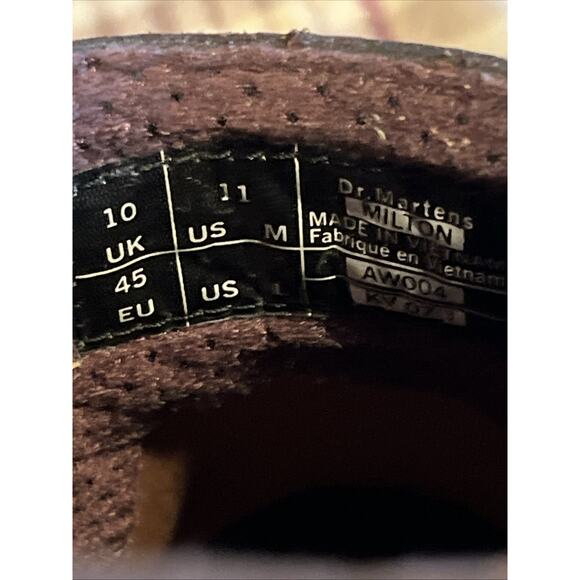 10
UK
11
US M
45
EU
US L
Dr. Martens
MILTON
MADE IN VIETNAM
Fabrique en Vietnam
AW004